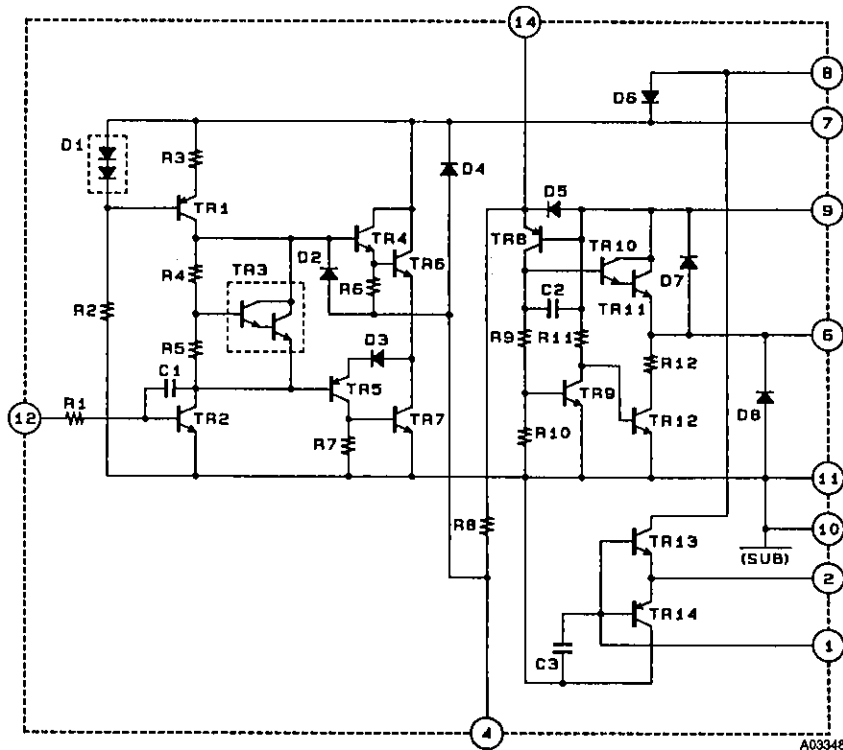 14
8
D6
7
D1
R3
D4
D5
9
TR1
TR8
TR10
TR4
D2
TR6
R4
TR3
D7
R6
C2
TR11
R2
D3
R9
R11
6
R5
R12
C1
TR5
TR9
D8
12
R1
TR2
TR7
TR12
R7
R10
11
R8
TR13
10
(SUB)
2
TR14
C3
1
4
A03348